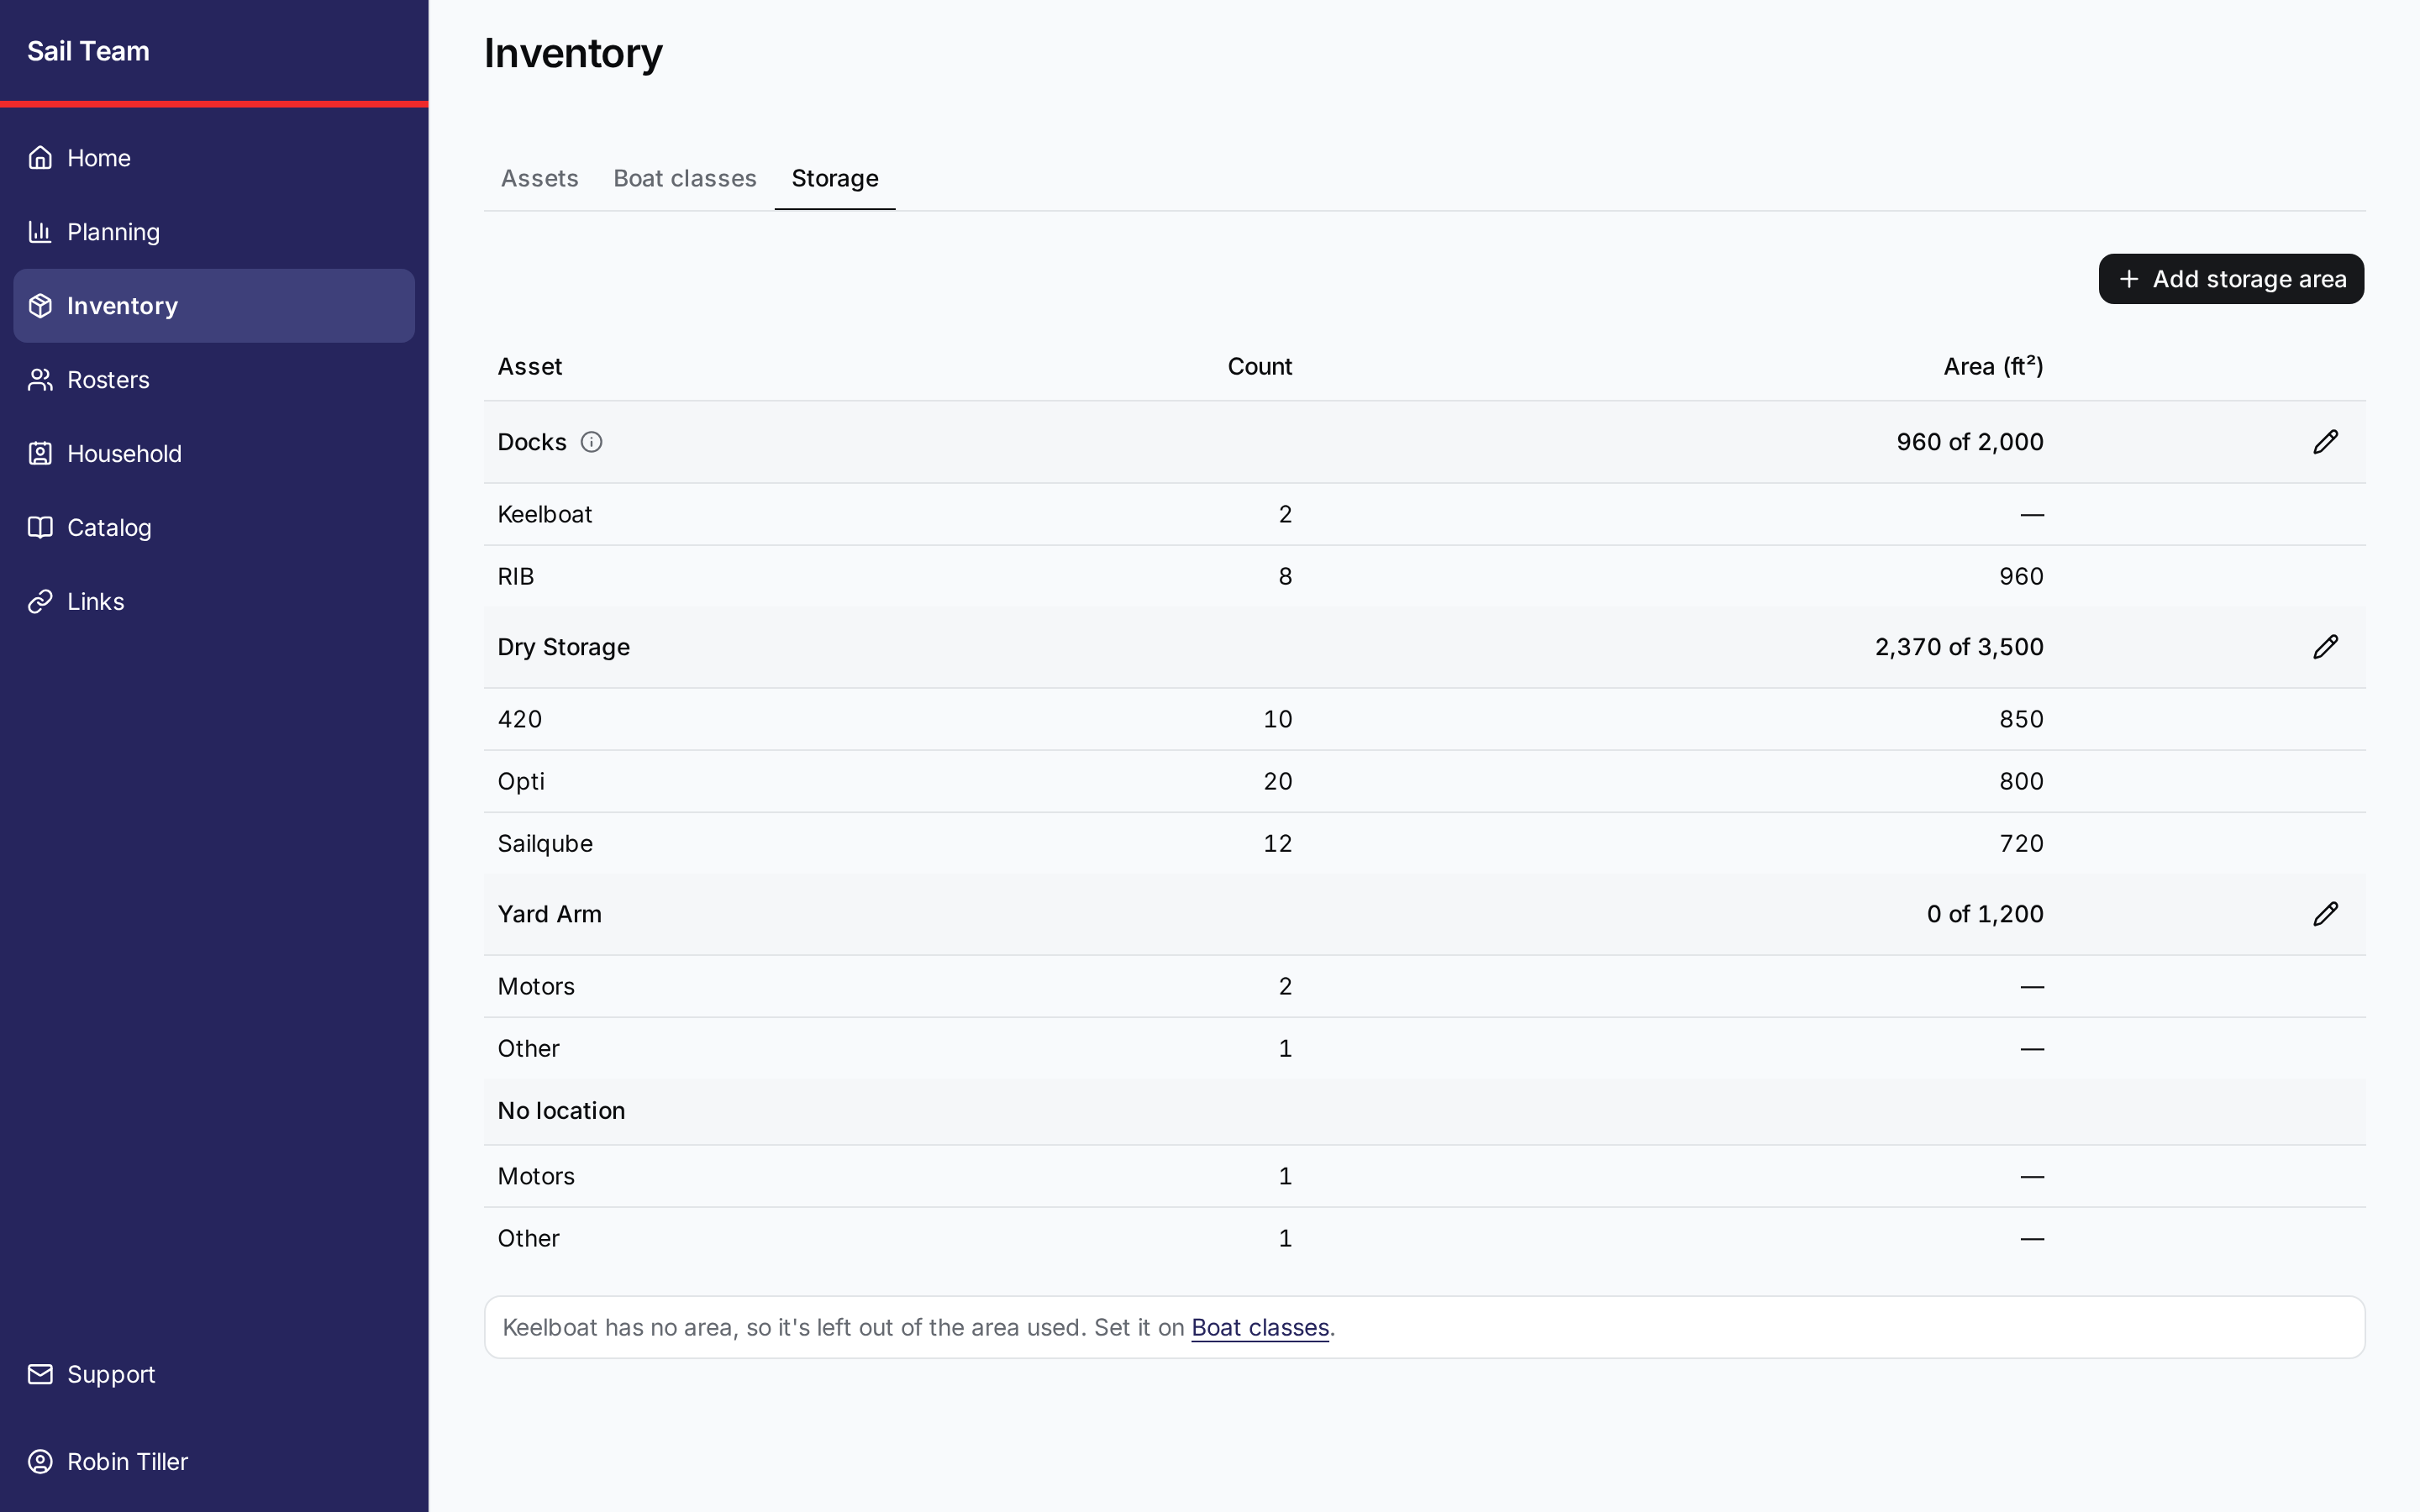 Sail Team
Home
Planning
Inventory
Rosters
Household
Catalog
Links
Support
Robin Tiller
Inventory
Assets Boat classes Storage
+ Add storage area
Asset Count Area (ft²)
Docks 960 of 2,000
Keelboat 2 —
RIB 8 960
Dry Storage 2,370 of 3,500
420 10 850
Opti 20 800
Sailqube 12 720
Yard Arm 0 of 1,200
Motors 2 —
Other 1 —
No location
Motors 1 —
Other 1 —
Keelboat has no area, so it's left out of the area used. Set it on Boat classes.